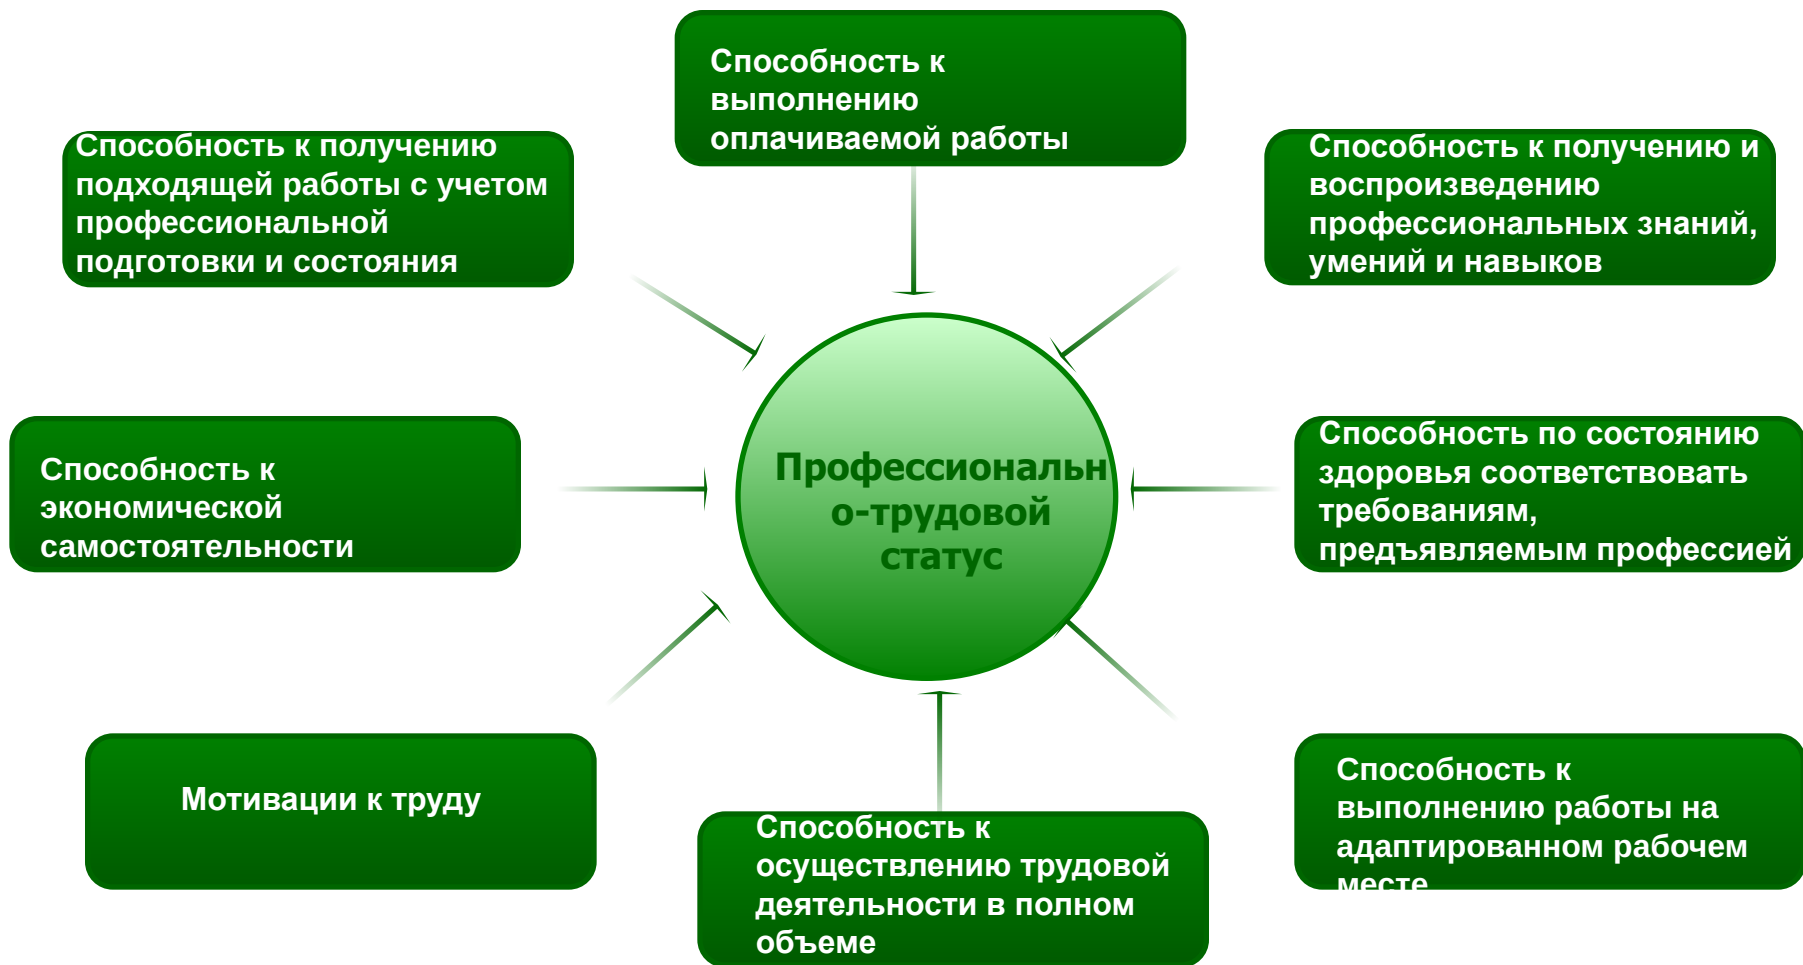 Способность к
выполнению
оплачиваемой работы
Способность к получению
подходящей работы с учетом
профессиональной
подготовки и состояния
Способность к получению и
воспроизведению
профессиональных знаний,
умений и навыков
Способность к
экономической
самостоятельности
Профессиональн
о-трудовой
статус
Способность по состоянию
здоровья соответствовать
требованиям,
предъявляемым профессией
Мотивации к труду
Способность к
осуществлению трудовой
деятельности в полном
объеме
Способность к
выполнению работы на
адаптированном рабочем
месте